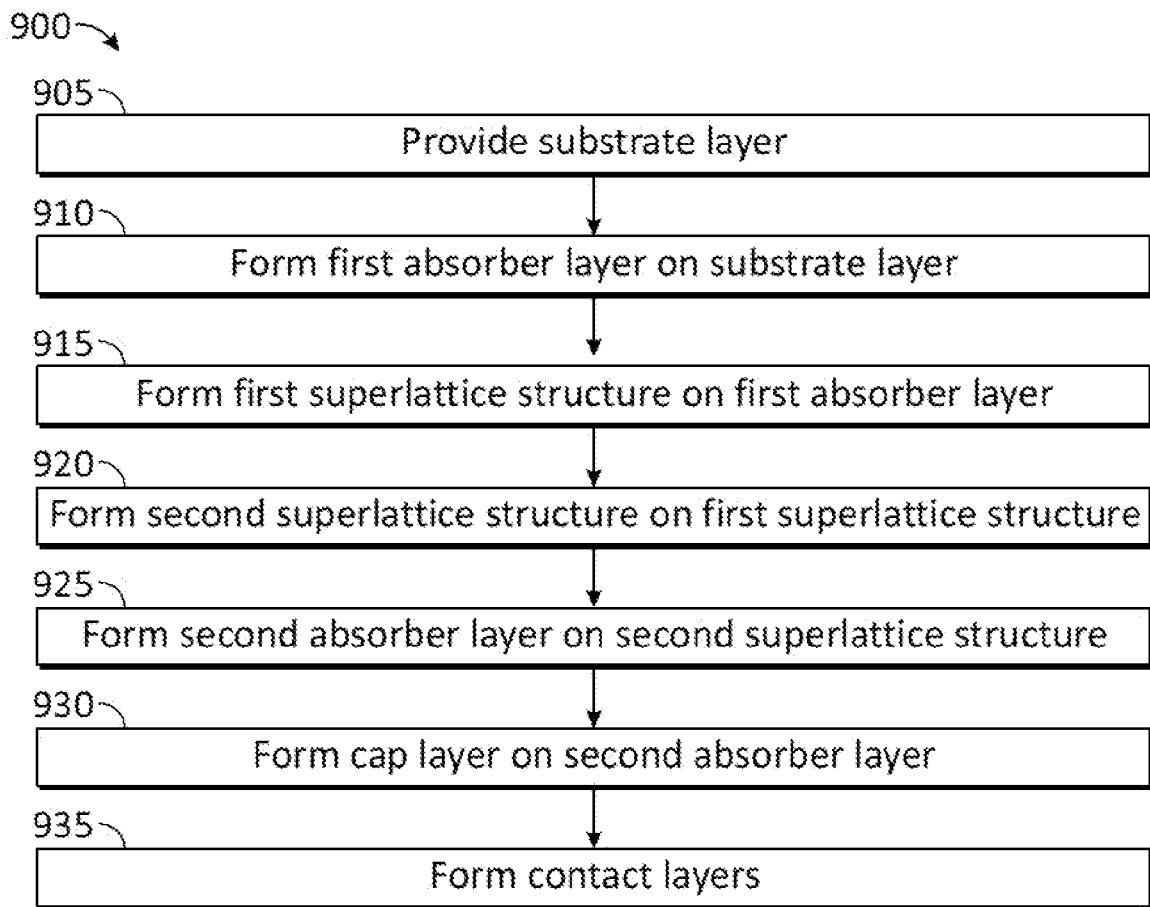 900
905
Provide substrate layer
910
Form first absorber layer on substrate layer
915
Form first superlattice structure on first absorber layer
920
Form second superlattice structure on first superlattice structure
925
Form second absorber layer on second superlattice structure
930
Form cap layer on second absorber layer
935
Form contact layers